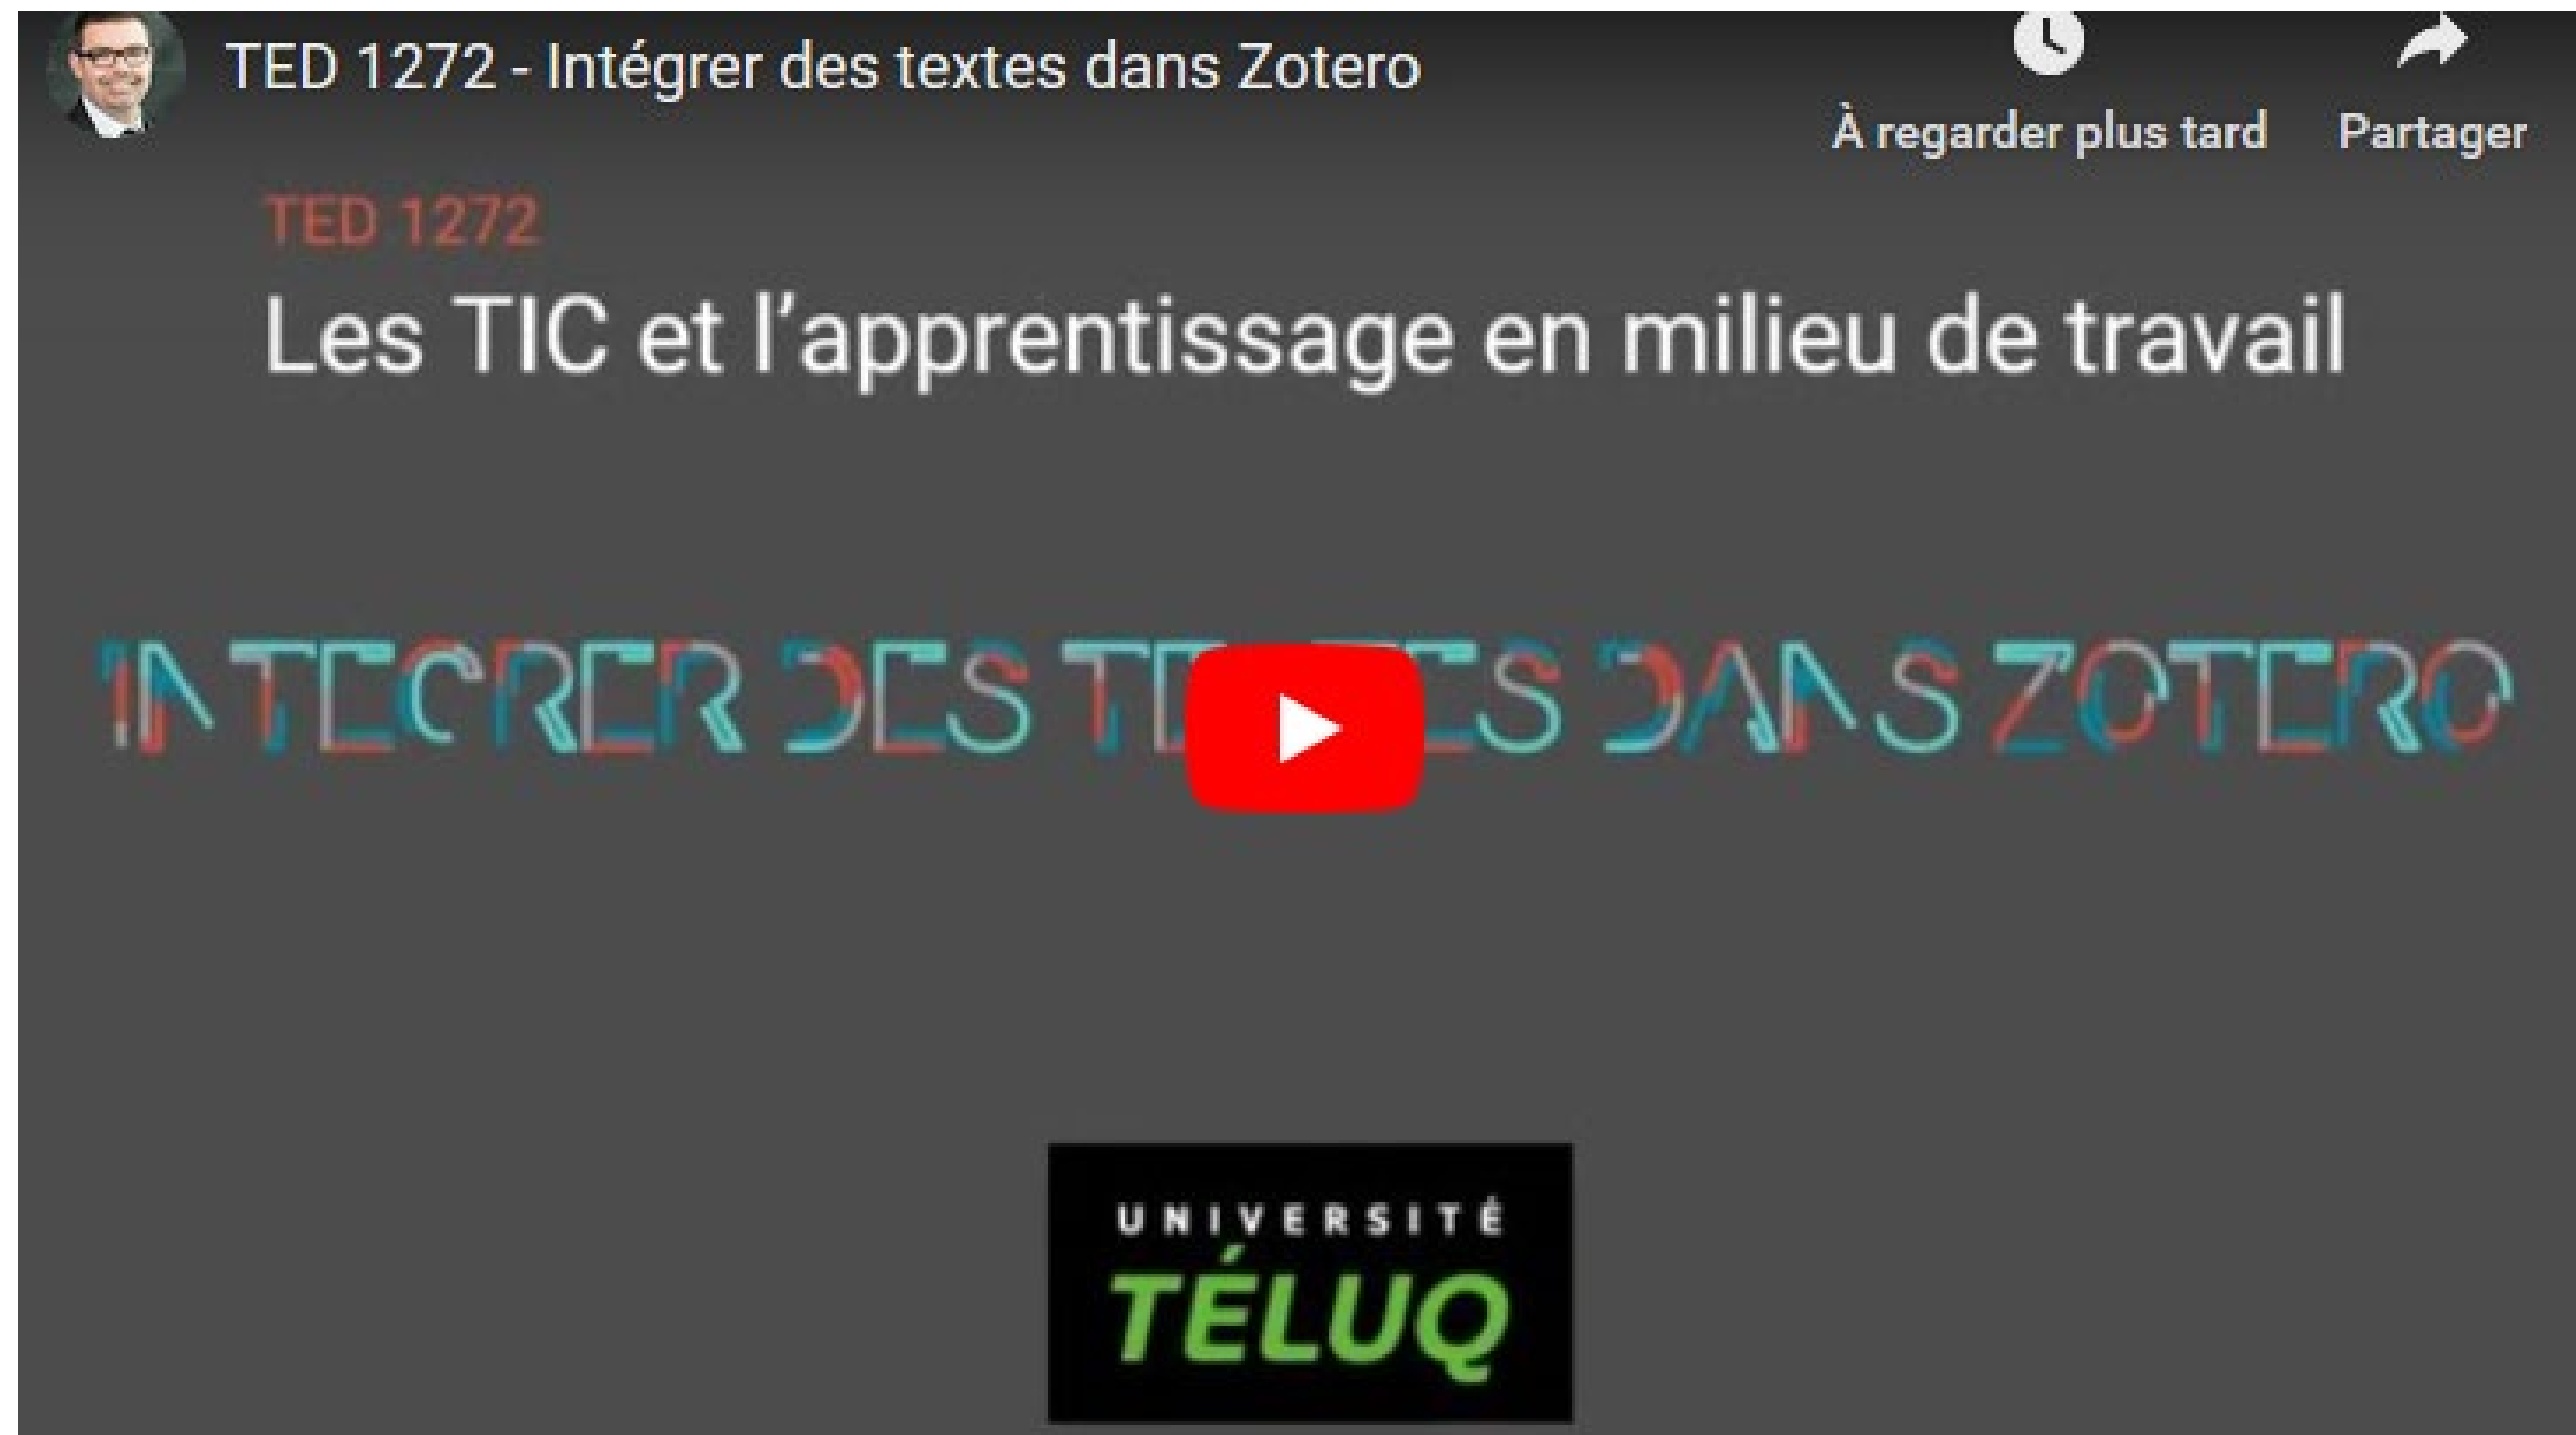 TED 1272 - Intégrer des textes dans Zotero
À regarder plus tard
Partager
TED 1272
Les TIC et l'apprentissage en milieu de travail
INTEGRER DES DANS ZOTERO
UNIVERSITÉ
TÉLUQ